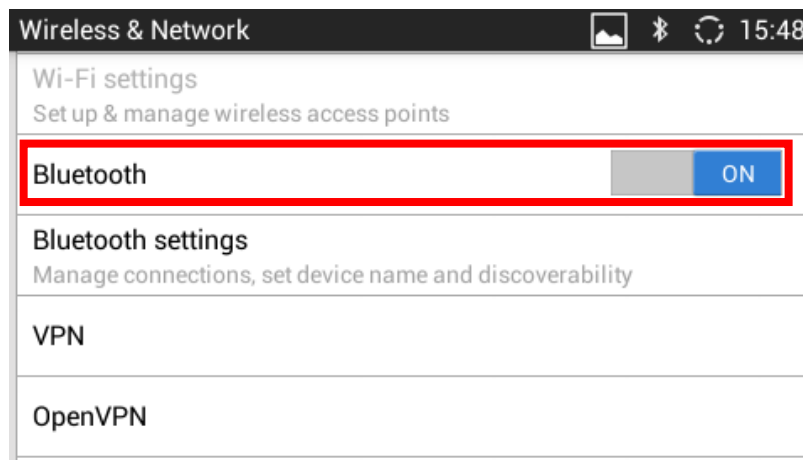 Wireless & Network 15:48
Wi-Fi settings
Set up & manage wireless access points
Bluetooth ON
Bluetooth settings
Manage connections, set device name and discoverability
VPN
OpenVPN